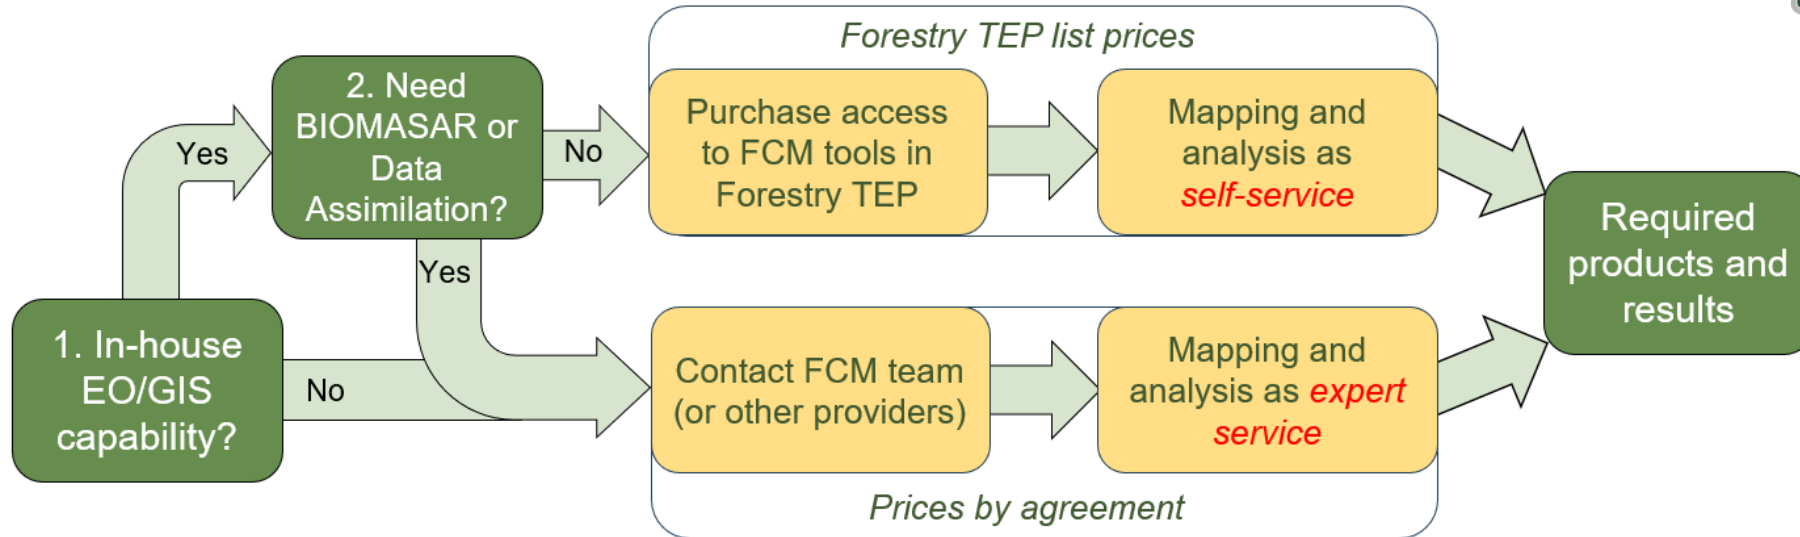 Forestry TEP list prices
2. Need
BIOMASAR or
Data
Assimilation?
Yes
No
Purchase access
to FCM tools in
Forestry TEP
Mapping and
analysis as
self-service
Required
products and
results
Yes
1. In-house
EO/GIS
capability?
No
Contact FCM team
(or other providers)
Mapping and
analysis as expert
service
Prices by agreement